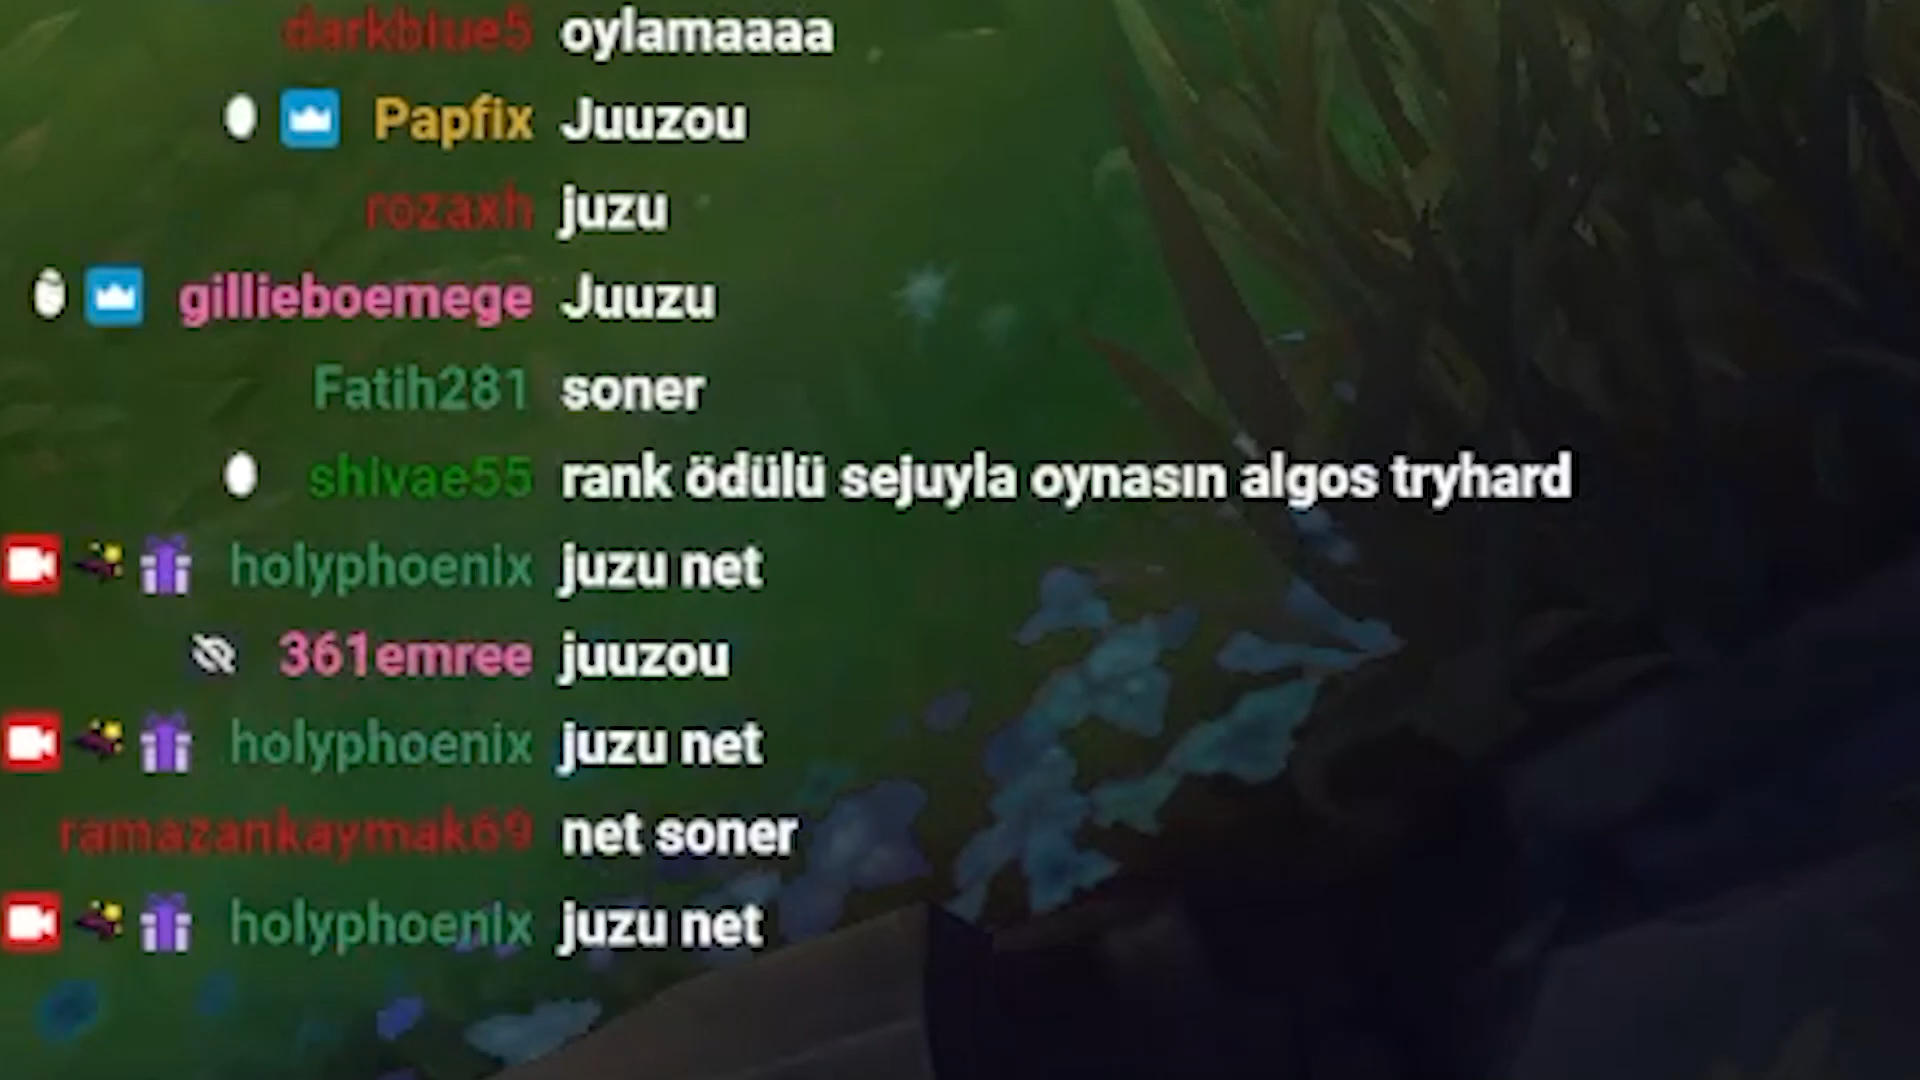 darkblue5 oylamaaaa
Papfix Juuzou
rozaxh juzu
gillieboemege Juuzu
Fatih281 soner
shivae55 rank ödülü sejuyla oynasın algos tryhard
holyphoenix juzu net
361emree juuzou
holyphoenix juzu net
ramazankaymak69 net soner
holyphoenix juzu net